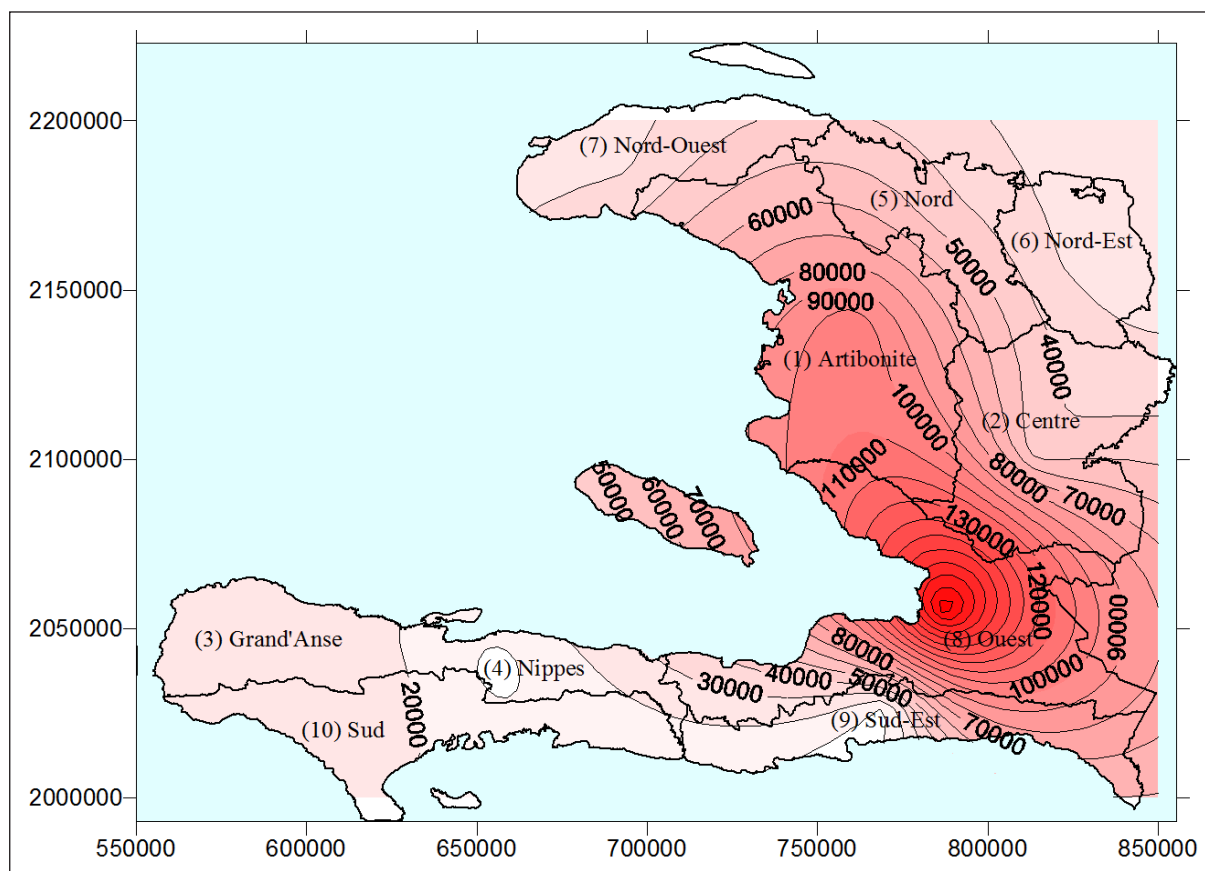 2200000
(7) Nord-Ouest
(5) Nord
60000
(6) Nord-Est
50000
80000
2150000
90000
(1) Artibonite
40000
100000
(2) Centre
2100000
110000
80000
70000
50000
60000
70000
130000
120000
2050000
(3) Grand'Anse
(8) Ouest
90000
80000
(4) Nippes
100000
40000
50000
30000
20000
(10) Sud
(9) Sud-Est
70000
2000000
550000 600000 650000 700000 750000 800000 850000